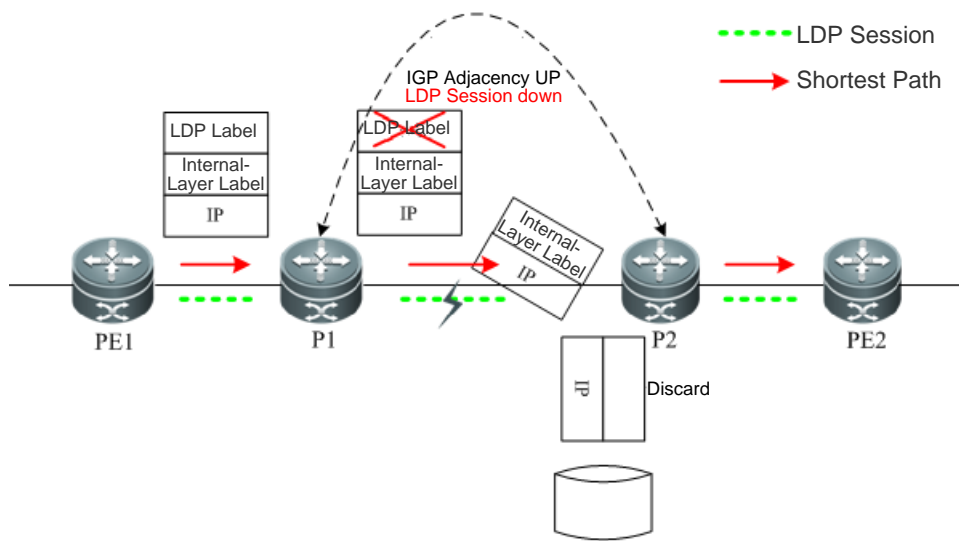 LDP Session
Shortest Path
IGP Adjacency UP
LDP Session down
LDP Label
Internal-
Layer Label
IP
LDP Label
Internal-
Layer Label
IP
Internal-
Layer Label
IP
PE1
P1
P2
PE2
IP
Discard